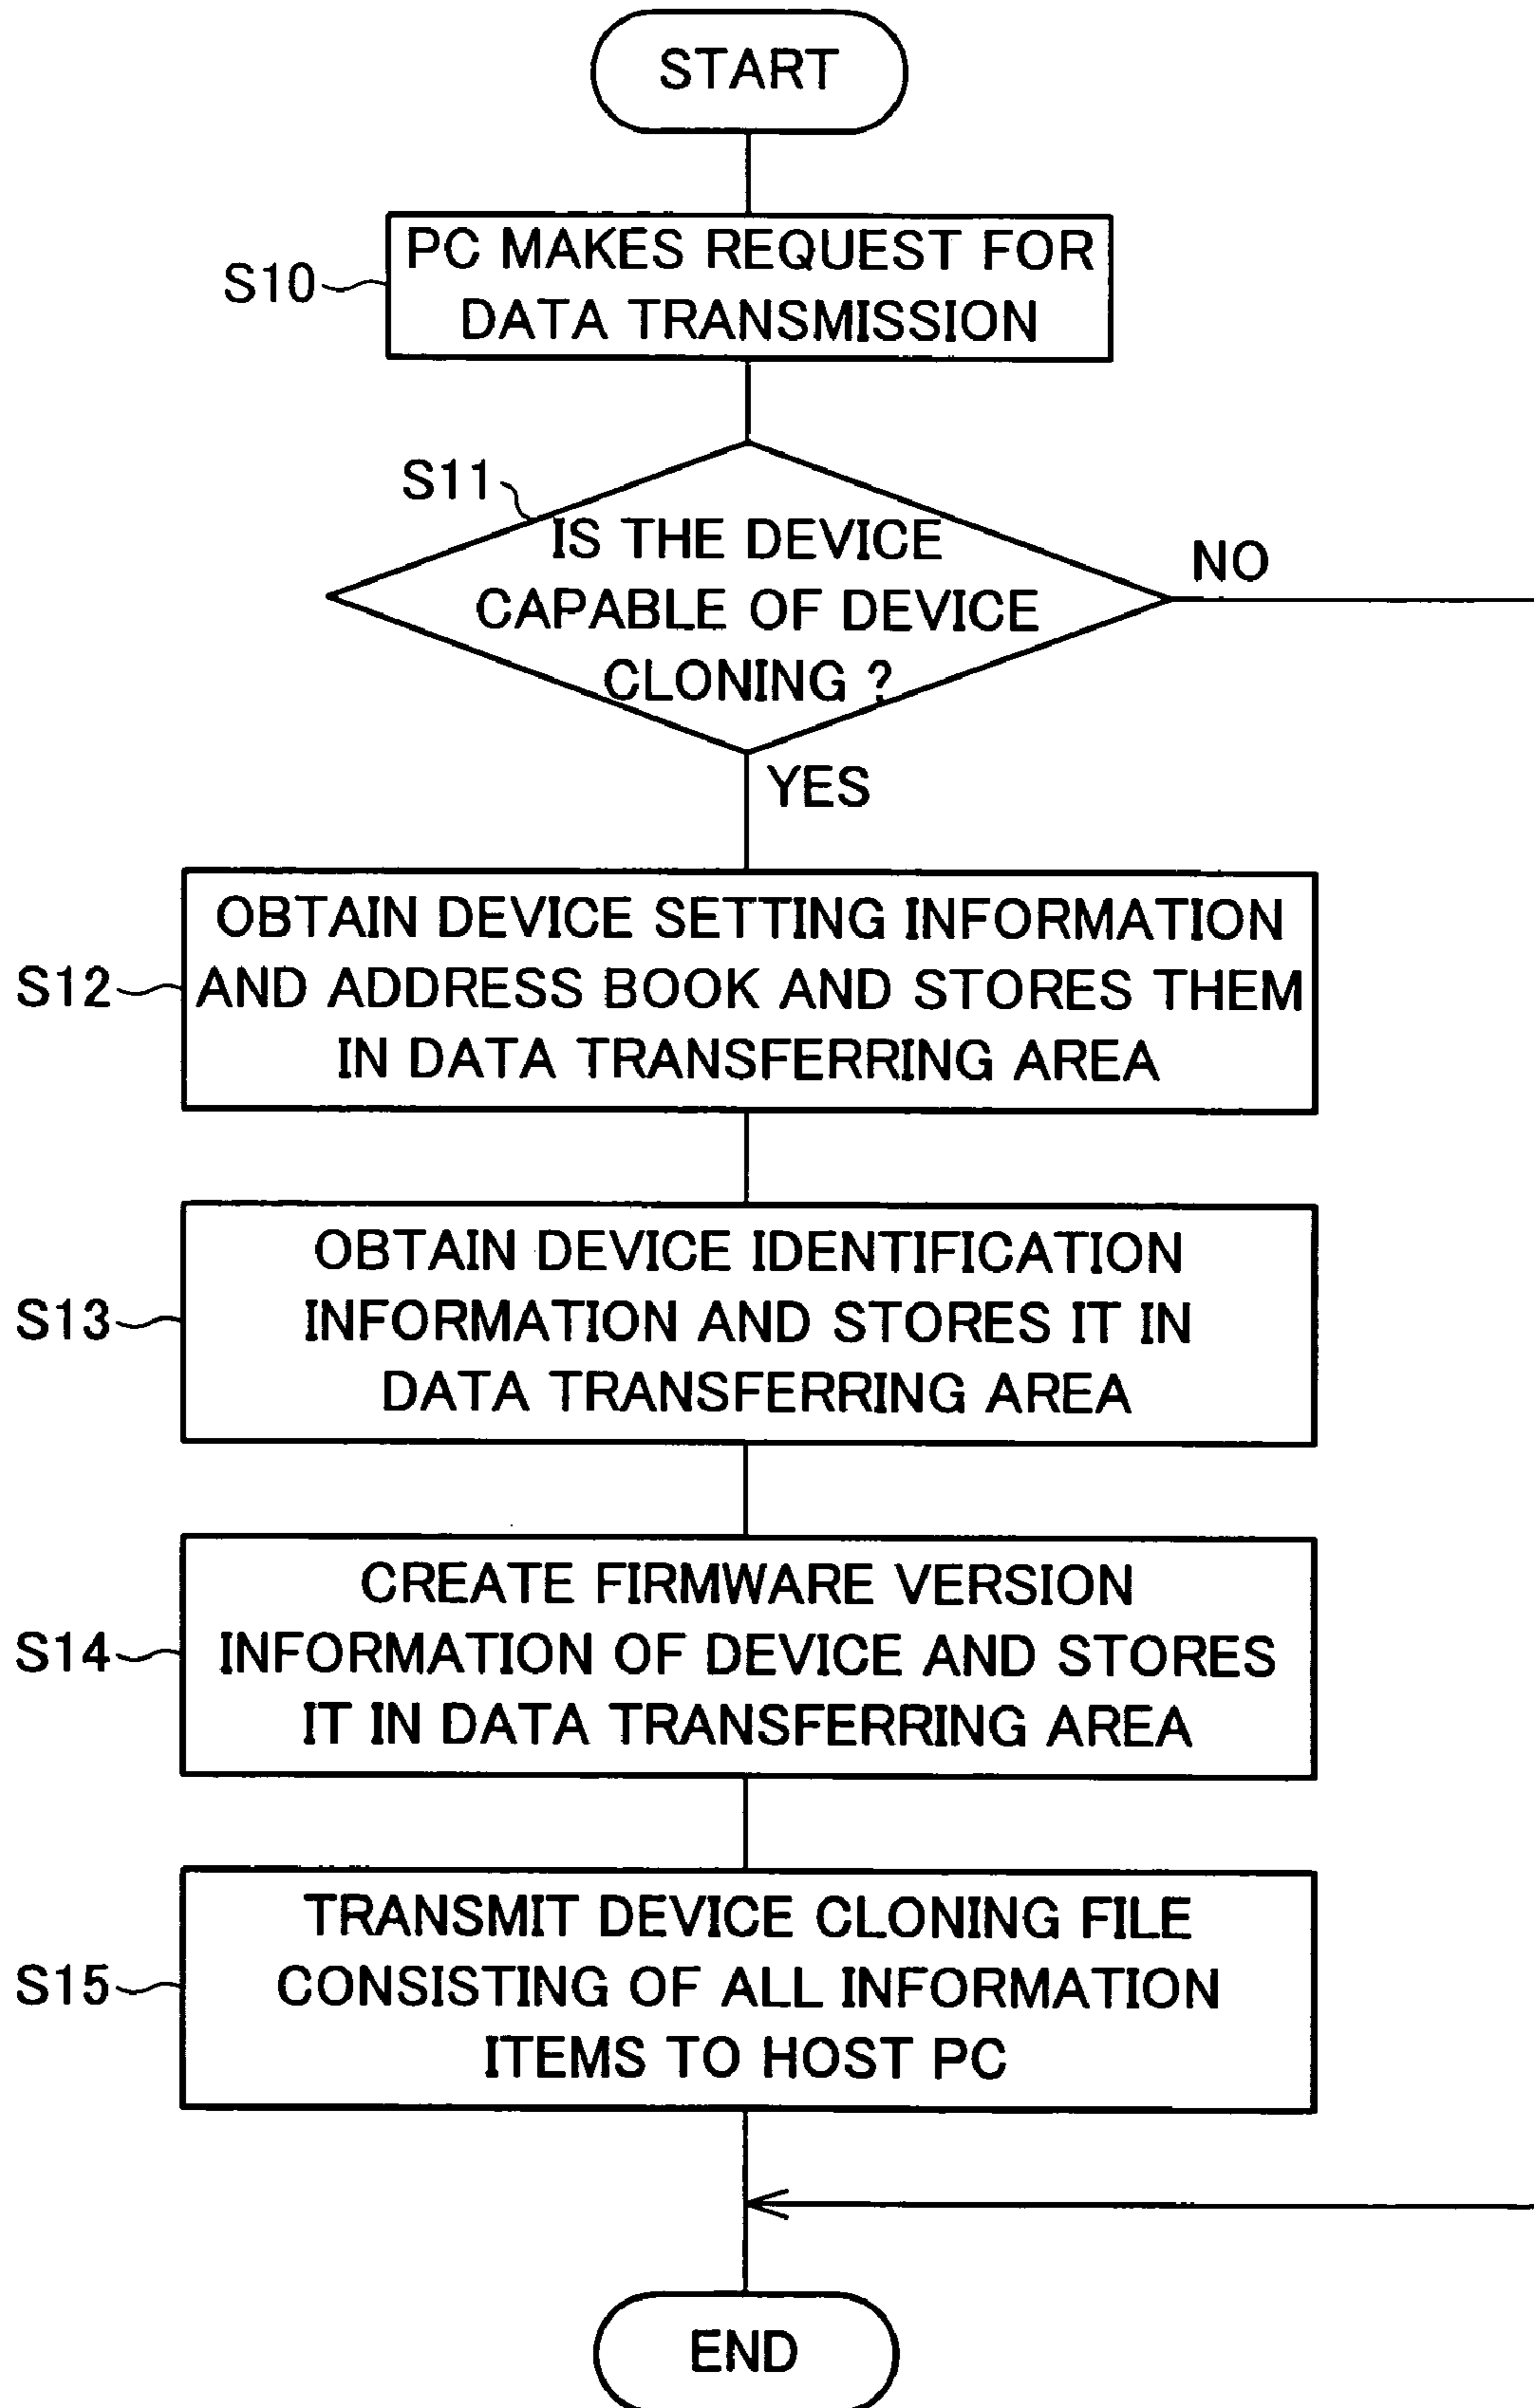 START
S10
PC MAKES REQUEST FOR
DATA TRANSMISSION
S11
IS THE DEVICE
CAPABLE OF DEVICE
CLONING ?
NO
YES
S12
OBTAIN DEVICE SETTING INFORMATION
AND ADDRESS BOOK AND STORES THEM
IN DATA TRANSFERRING AREA
S13
OBTAIN DEVICE IDENTIFICATION
INFORMATION AND STORES IT IN
DATA TRANSFERRING AREA
S14
CREATE FIRMWARE VERSION
INFORMATION OF DEVICE AND STORES
IT IN DATA TRANSFERRING AREA
S15
TRANSMIT DEVICE CLONING FILE
CONSISTING OF ALL INFORMATION
ITEMS TO HOST PC
END